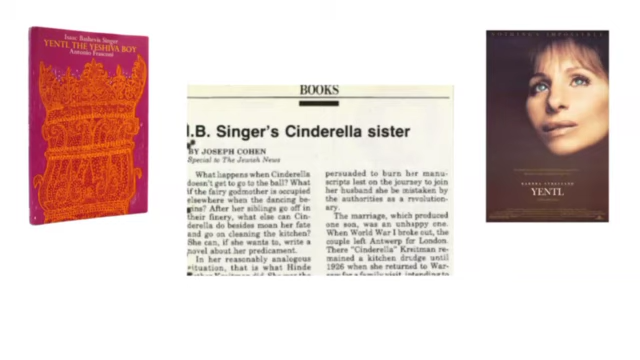 Isaac Bashevis Singer
YENTL THE YESHIVA BOY
Antonio Frasconi
BOOKS
I.B. Singer's Cinderella sister
BY JOSEPH COHEN
Special to The Jewish News
What happens when Cinderella
doesn't get to go to the ball? What
if the fairy godmother is occupied
elsewhere when the dancing be-
gins? After her siblings go off in
their finery, what else can Cin-
derella do besides moan her fate
and go on cleaning the kitchen?
She can, if she wants to, write a
novel about her predicament.
In her reasonably analogous
situation, that is what Hinde
persuaded to burn her manu-
scripts lest on the journey to join
her husband she be mistaken by
the authorities as a revolution-
ary.
The marriage, which produced
one son, was an unhappy one.
When World War I broke out, the
couple left Antwerp for London.
There "Cinderella" Kreitman re-
mained a kitchen drudge until
1926 when she returned to War-
NOTHING'S IMPOSSIBLE
BARBRA STREISAND
YENTL